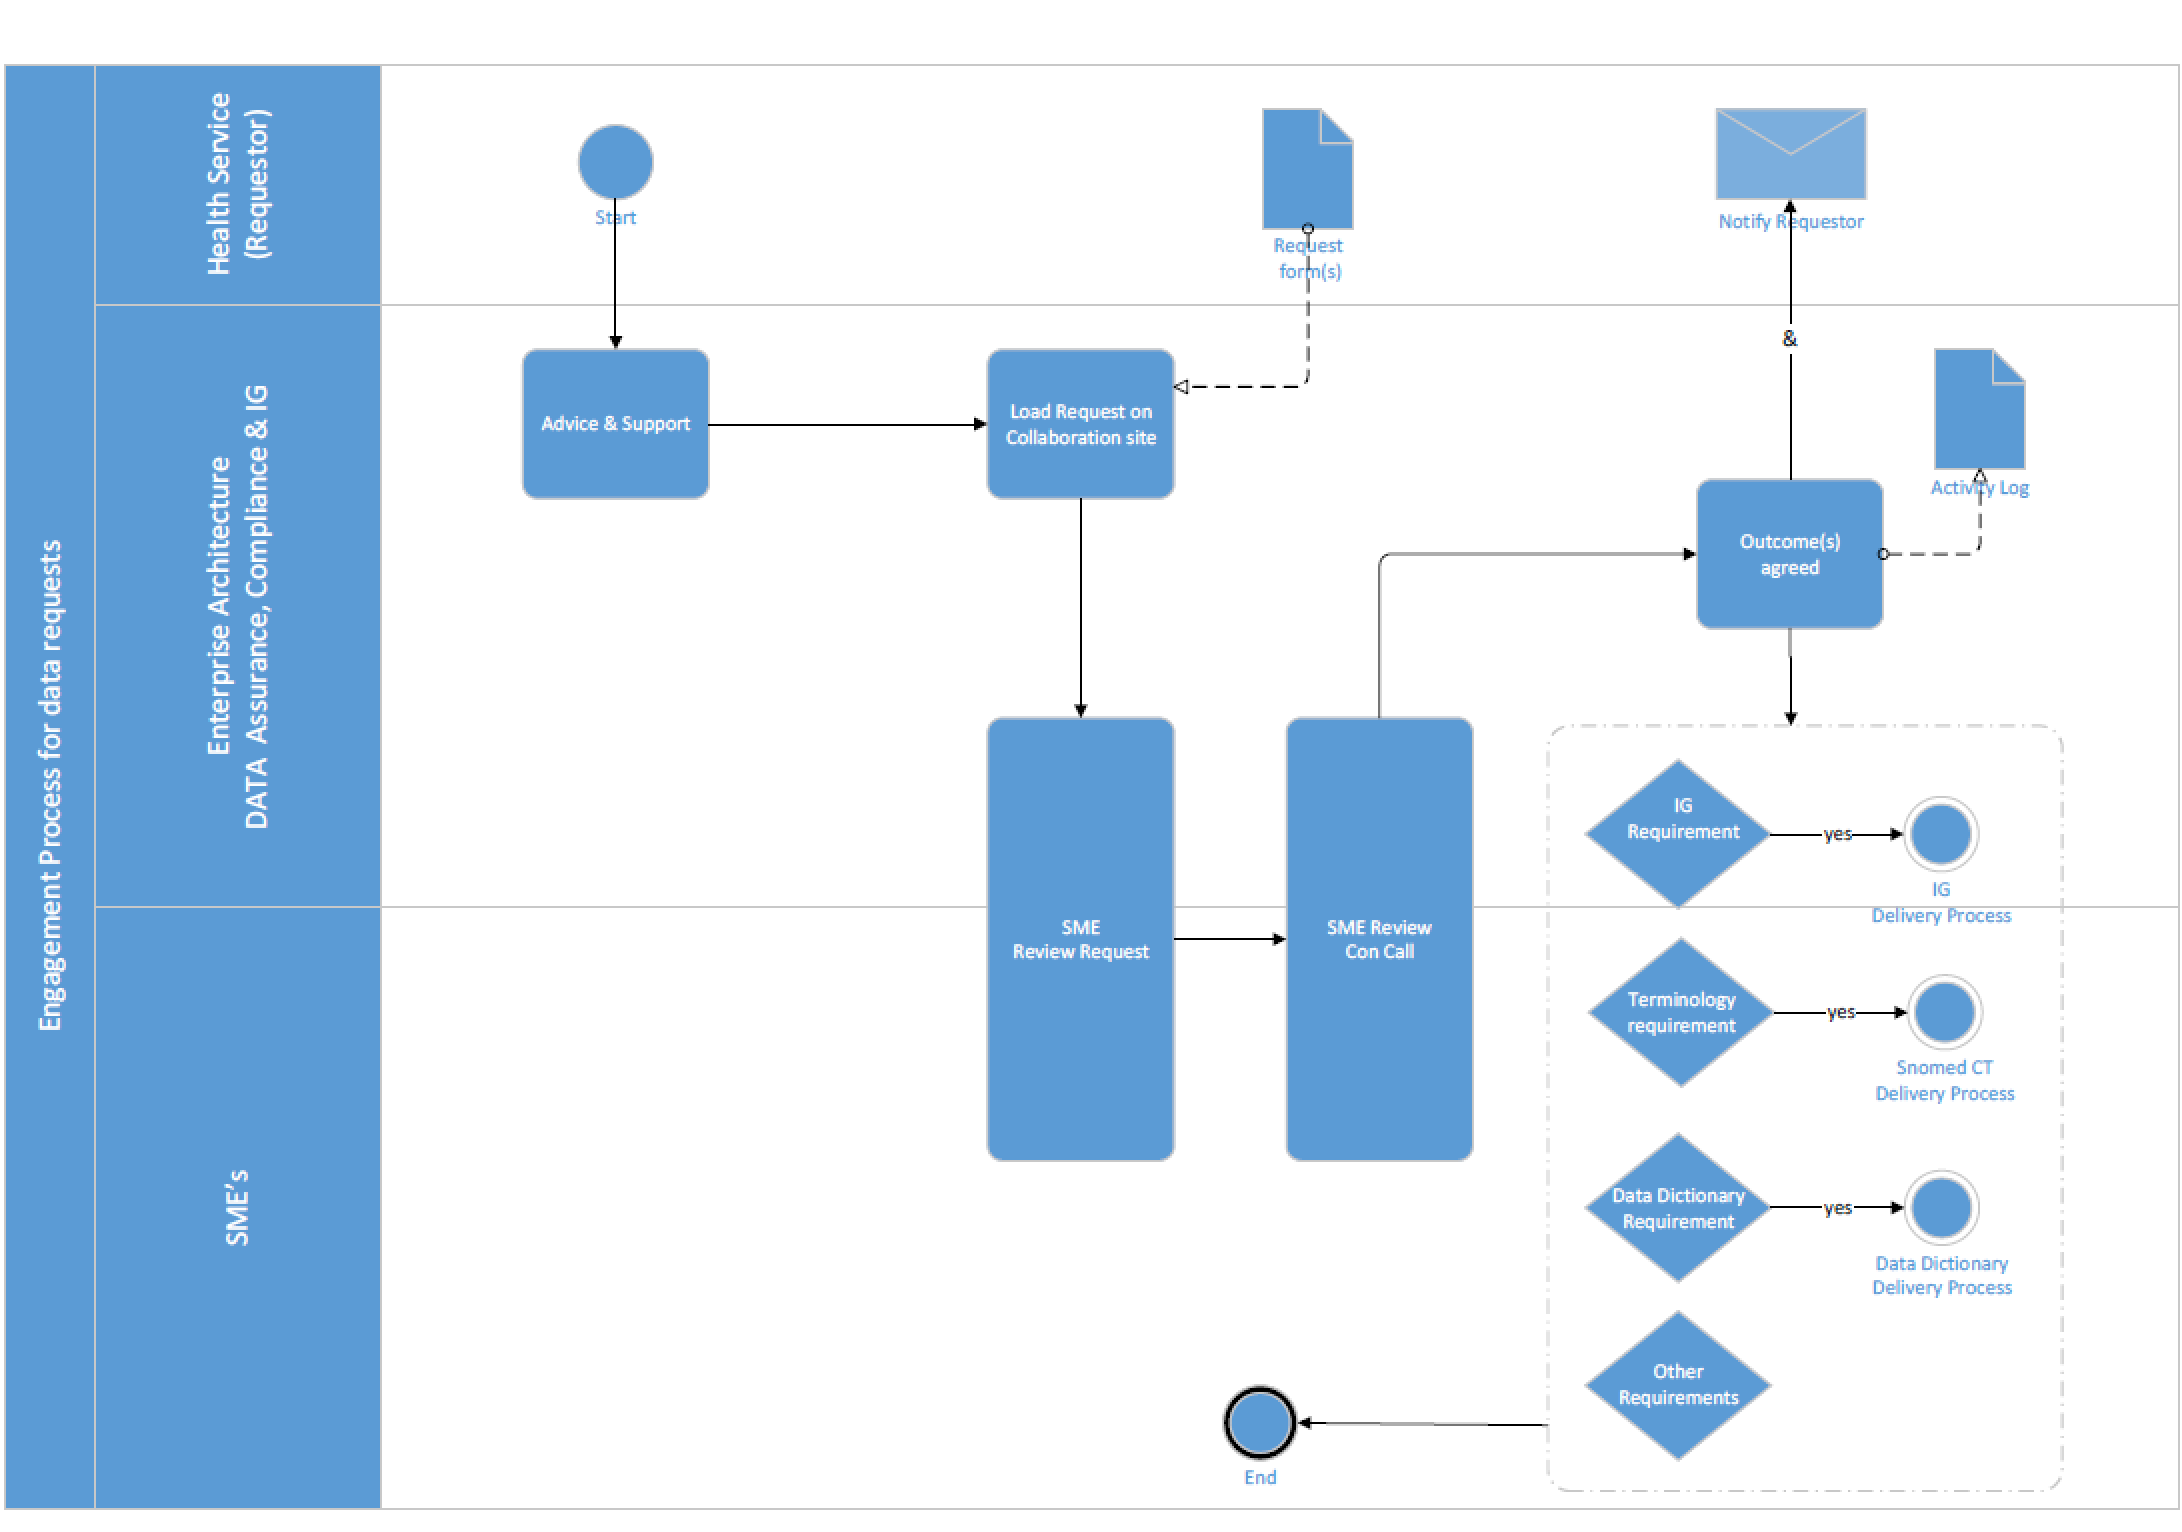 Engagement Process for data requests
Health Service
(Requestor)
Start
Request
form(s)
Notify Requestor
Enterprise Architecture
DATA Assurance, Compliance & IG
&
Advice & Support
Load Request on
Collaboration site
Activity Log
Outcome(s)
agreed
SME's
SME
Review Request
SME Review
Con Call
IG
Requirement
yes
IG
Delivery Process
Terminology
requirement
yes
Snomed CT
Delivery Process
Data Dictionary
Requirement
yes
Data Dictionary
Delivery Process
Other
Requirements
End